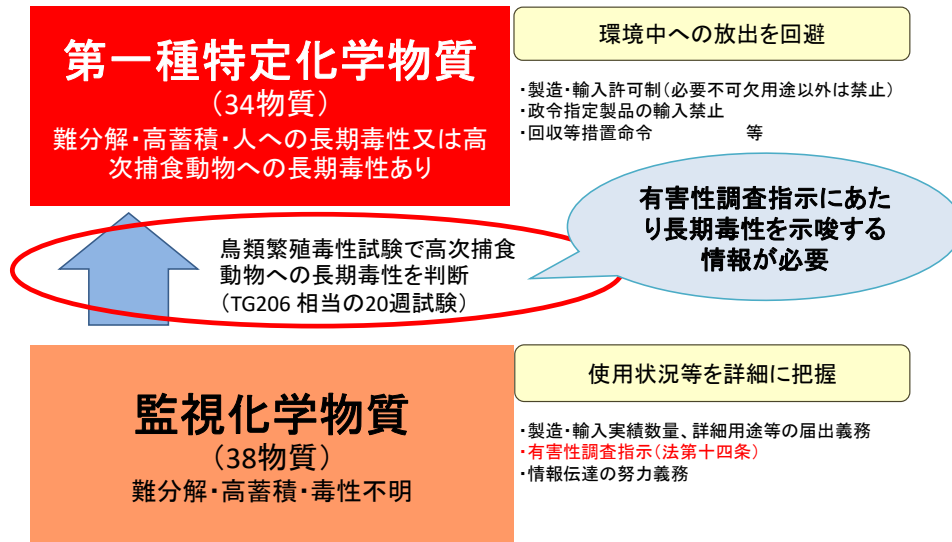 第一種特定化学物質
（34物質）
難分解・高蓄積・人への長期毒性又は高
次捕食動物への長期毒性あり
環境中への放出を回避
・製造・輸入許可制（必要不可欠用途以外は禁止）
・政令指定製品の輸入禁止
・回収等措置命令　　　　　等
有害性調査指示にあた
り長期毒性を示唆する
情報が必要
鳥類繁殖毒性試験で高次捕食
動物への長期毒性を判断
（TG206 相当の20週試験）
監視化学物質
（38物質）
難分解・高蓄積・毒性不明
使用状況等を詳細に把握
・製造・輸入実績数量、詳細用途等の届出義務
・有害性調査指示（法第十四条）
・情報伝達の努力義務